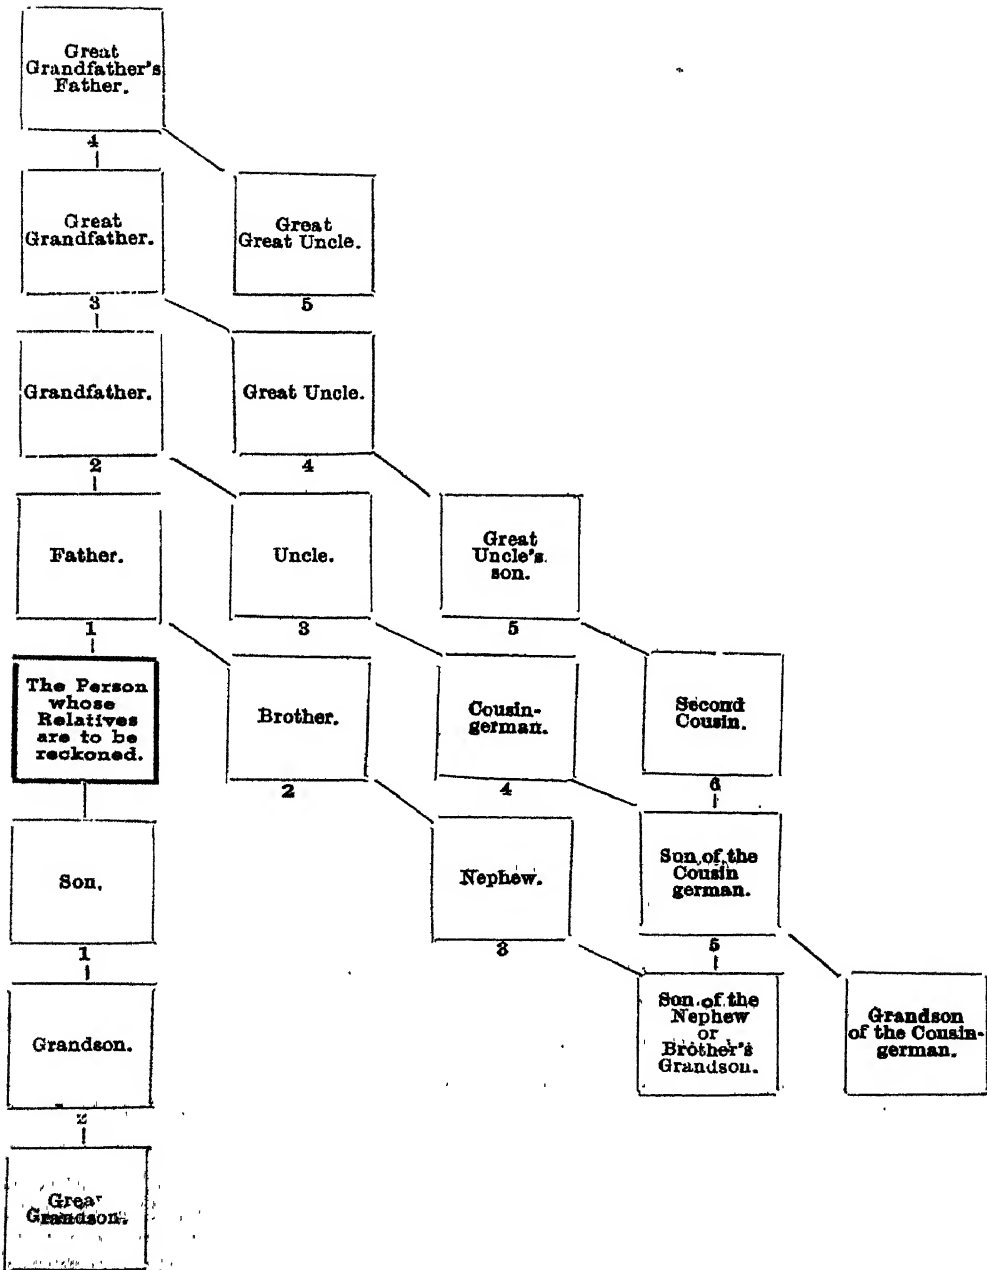 Great
Grandfather's
Father.
4
Great
Grandfather.
3
Great
Great Uncle.
5
Grandfather.
2
Great Uncle.
4
Father.
1
Uncle.
3
Great
Uncle's
son.
5
The Person
whose
Relatives
are to be
reckoned.
Brother.
2
Cousin-
german.
4
Second
Cousin.
6
Son.
1
Nephew.
3
Son of the
Cousin
german.
5
Grandson.
2
Son of the
Nephew
or
Brother's
Grandson.
Grandson
of the Cousin-
german.
Great
Grandson.